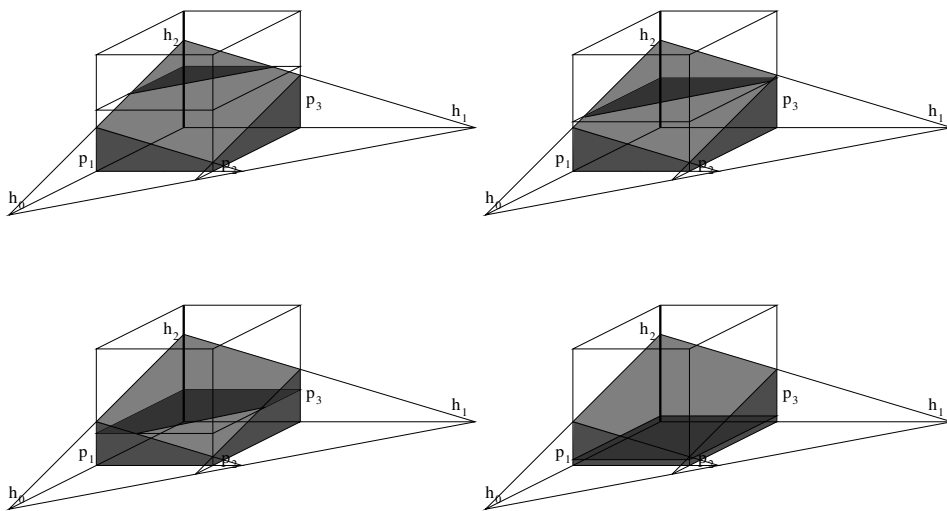 h₂ h₂
p₃ p₃
h₁ h₁
p₁ p₂ p₁ p₂
h₀ h₀
h₂ h₂
p₃ p₃
h₁ h₁
p₁ p₂ p₁ p₂
h₀ h₀